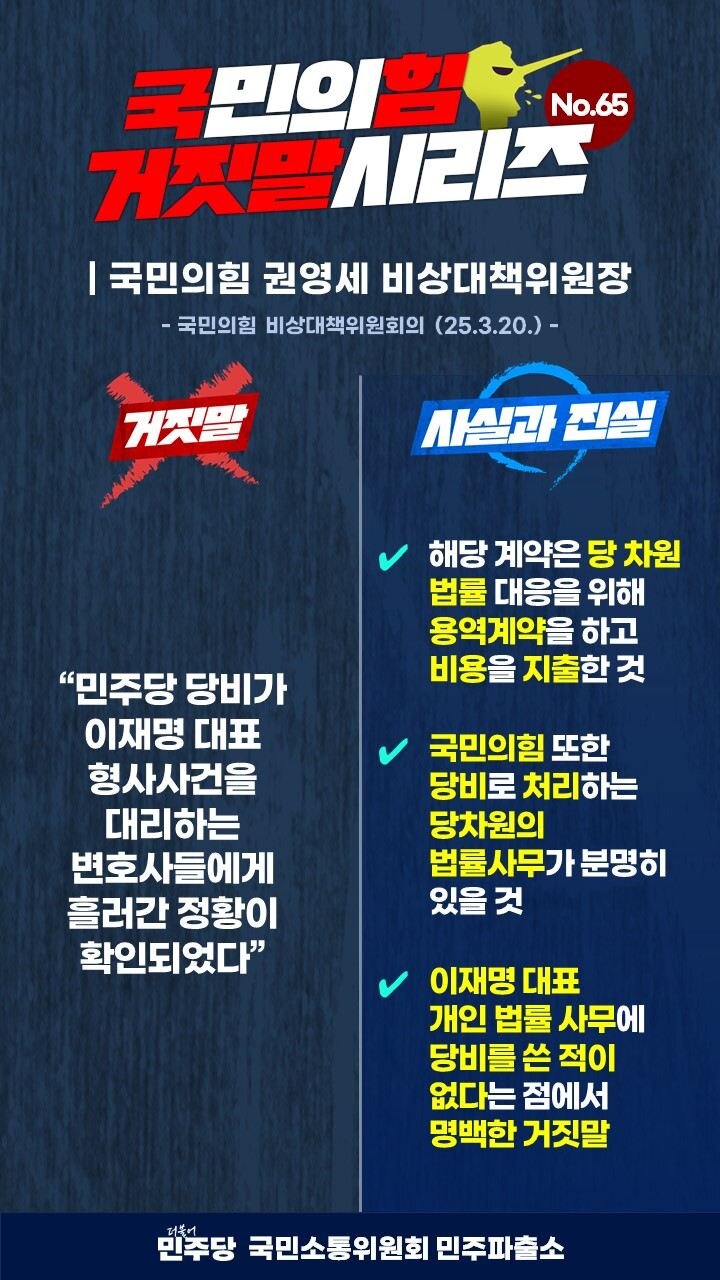 국민의힘
No.65
거짓말시리즈
| 국민의힘 권영세 비상대책위원장
- 국민의힘 비상대책위원회의 (25.3.20.) -
거짓말
“민주당 당비가
이재명 대표
형사사건을
대리하는
변호사들에게
흘러간 정황이
확인되었다”
사실과 진실
✔ 해당 계약은 당 차원
법률 대응을 위해
용역계약을 하고
비용을 지출한 것
✔ 국민의힘 또한
당비로 처리하는
당차원의
법률사무가 분명히
있을 것
✔ 이재명 대표
개인 법률 사무에
당비를 쓴 적이
없다는 점에서
명백한 거짓말
더불어
민주당 국민소통위원회 민주파출소